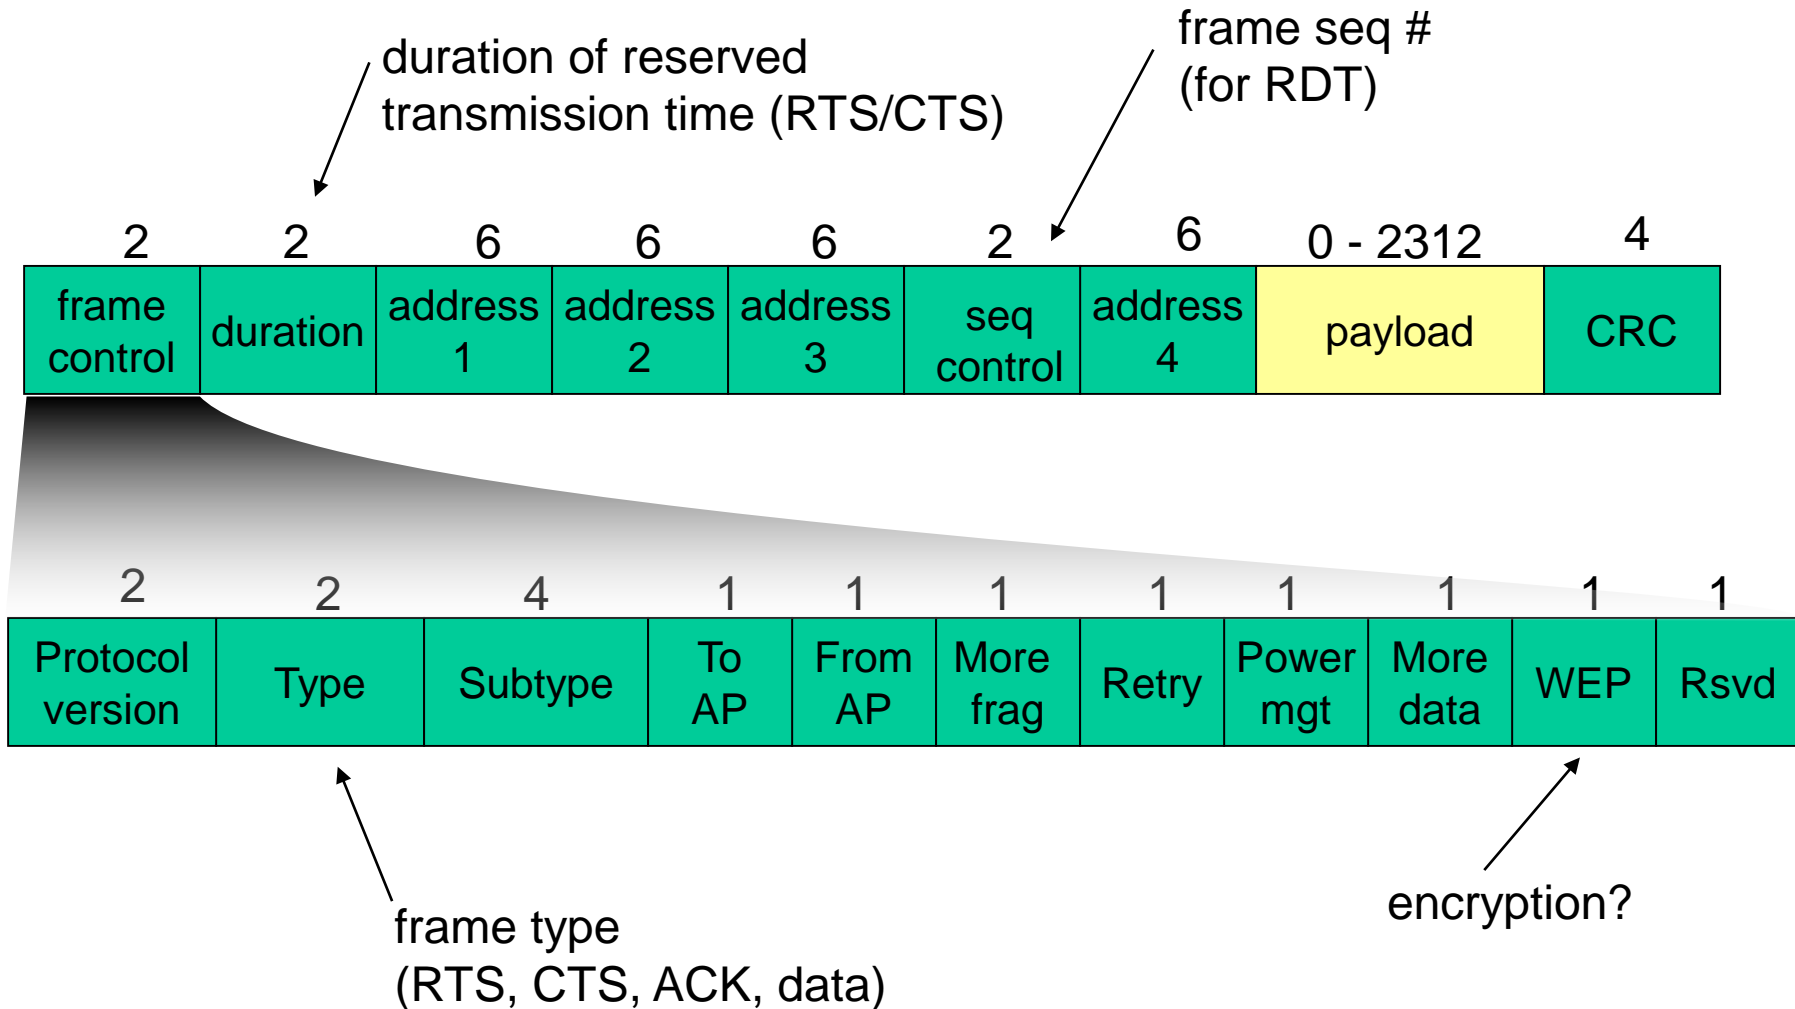 duration of reserved
transmission time (RTS/CTS)
frame seq #
(for RDT)
2 2 6 6 6 2 6 0 - 2312 4
frame
control
duration
address
1
address
2
address
3
seq
control
address
4
payload
CRC
2 2 4 1 1 1 1 1 1 1 1
Protocol
version
Type
Subtype
To
AP
From
AP
More
frag
Retry
Power
mgt
More
data
WEP
Rsvd
frame type
(RTS, CTS, ACK, data)
encryption?